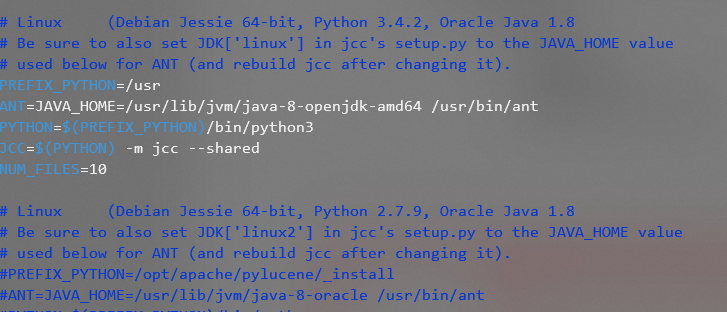 # Linux     (Debian Jessie 64-bit, Python 3.4.2, Oracle Java 1.8
# Be sure to also set JDK['linux'] in jcc's setup.py to the JAVA_HOME value
# used below for ANT (and rebuild jcc after changing it).
PREFIX_PYTHON=/usr
ANT=JAVA_HOME=/usr/lib/jvm/java-8-openjdk-amd64 /usr/bin/ant
PYTHON=$(PREFIX_PYTHON)/bin/python3
JCC=$(PYTHON) -m jcc --shared
NUM_FILES=10

# Linux     (Debian Jessie 64-bit, Python 2.7.9, Oracle Java 1.8
# Be sure to also set JDK['linux2'] in jcc's setup.py to the JAVA_HOME value
# used below for ANT (and rebuild jcc after changing it).
#PREFIX_PYTHON=/opt/apache/pylucene/_install
#ANT=JAVA_HOME=/usr/lib/jvm/java-8-oracle /usr/bin/ant